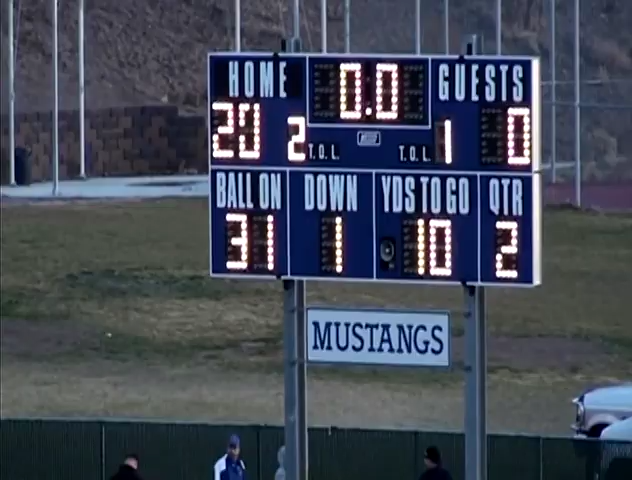 HOME 0.0 GUESTS
20 2 T.O.L. T.O.L. 1 0
BALL ON DOWN YDS TO GO QTR
31 1 10 2
MUSTANGS